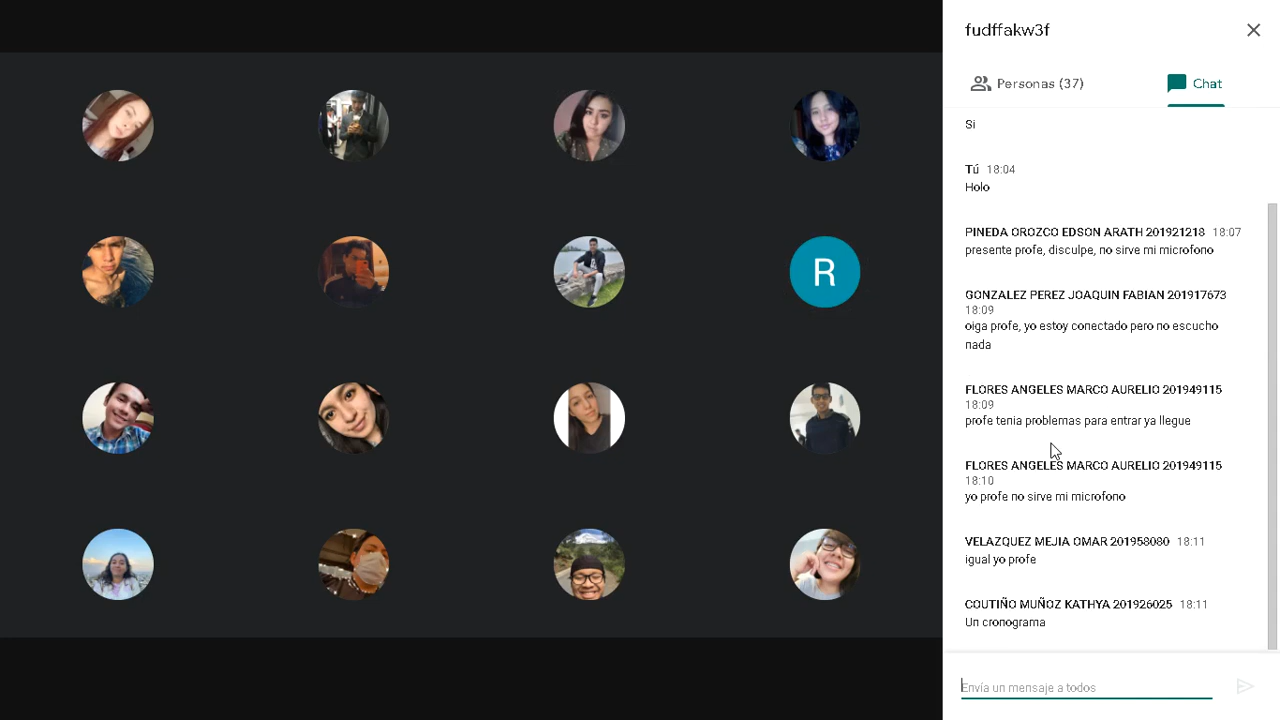 fudffakw3f
Personas (37)
Chat
Si
Tú 18:04
Holo
PINEDA OROZCO EDSON ARATH 201921218 18:07
presente profe, disculpe, no sirve mi microfono
GONZALEZ PEREZ JOAQUIN FABIAN 201917673
18:09
oiga profe, yo estoy conectado pero no escucho
nada
FLORES ANGELES MARCO AURELIO 201949115
18:09
profe tenia problemas para entrar ya llegue
FLORES ANGELES MARCO AURELIO 201949115
18:10
yo profe no sirve mi microfono
VELAZQUEZ MEJIA OMAR 201958080 18:11
igual yo profe
COUTIÑO MUÑOZ KATHYA 201926025 18:11
Un cronograma
Envía un mensaje a todos
R